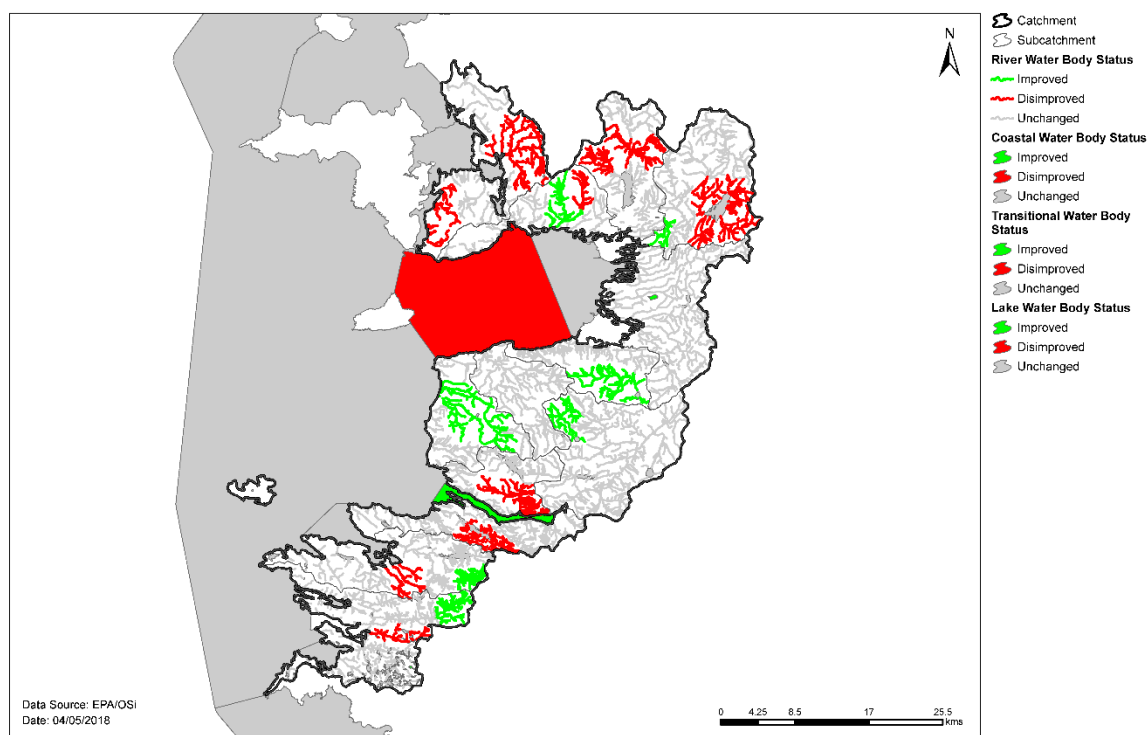 N
Catchment
Subcatchment
River Water Body Status
Improved
Disimproved
Unchanged
Coastal Water Body Status
Improved
Disimproved
Unchanged
Transitional Water Body
Status
Improved
Disimproved
Unchanged
Lake Water Body Status
Improved
Disimproved
Unchanged
Data Source: EPA/OSi
Date: 04/05/2018
0 4.25 8.5 17 25.5
kms